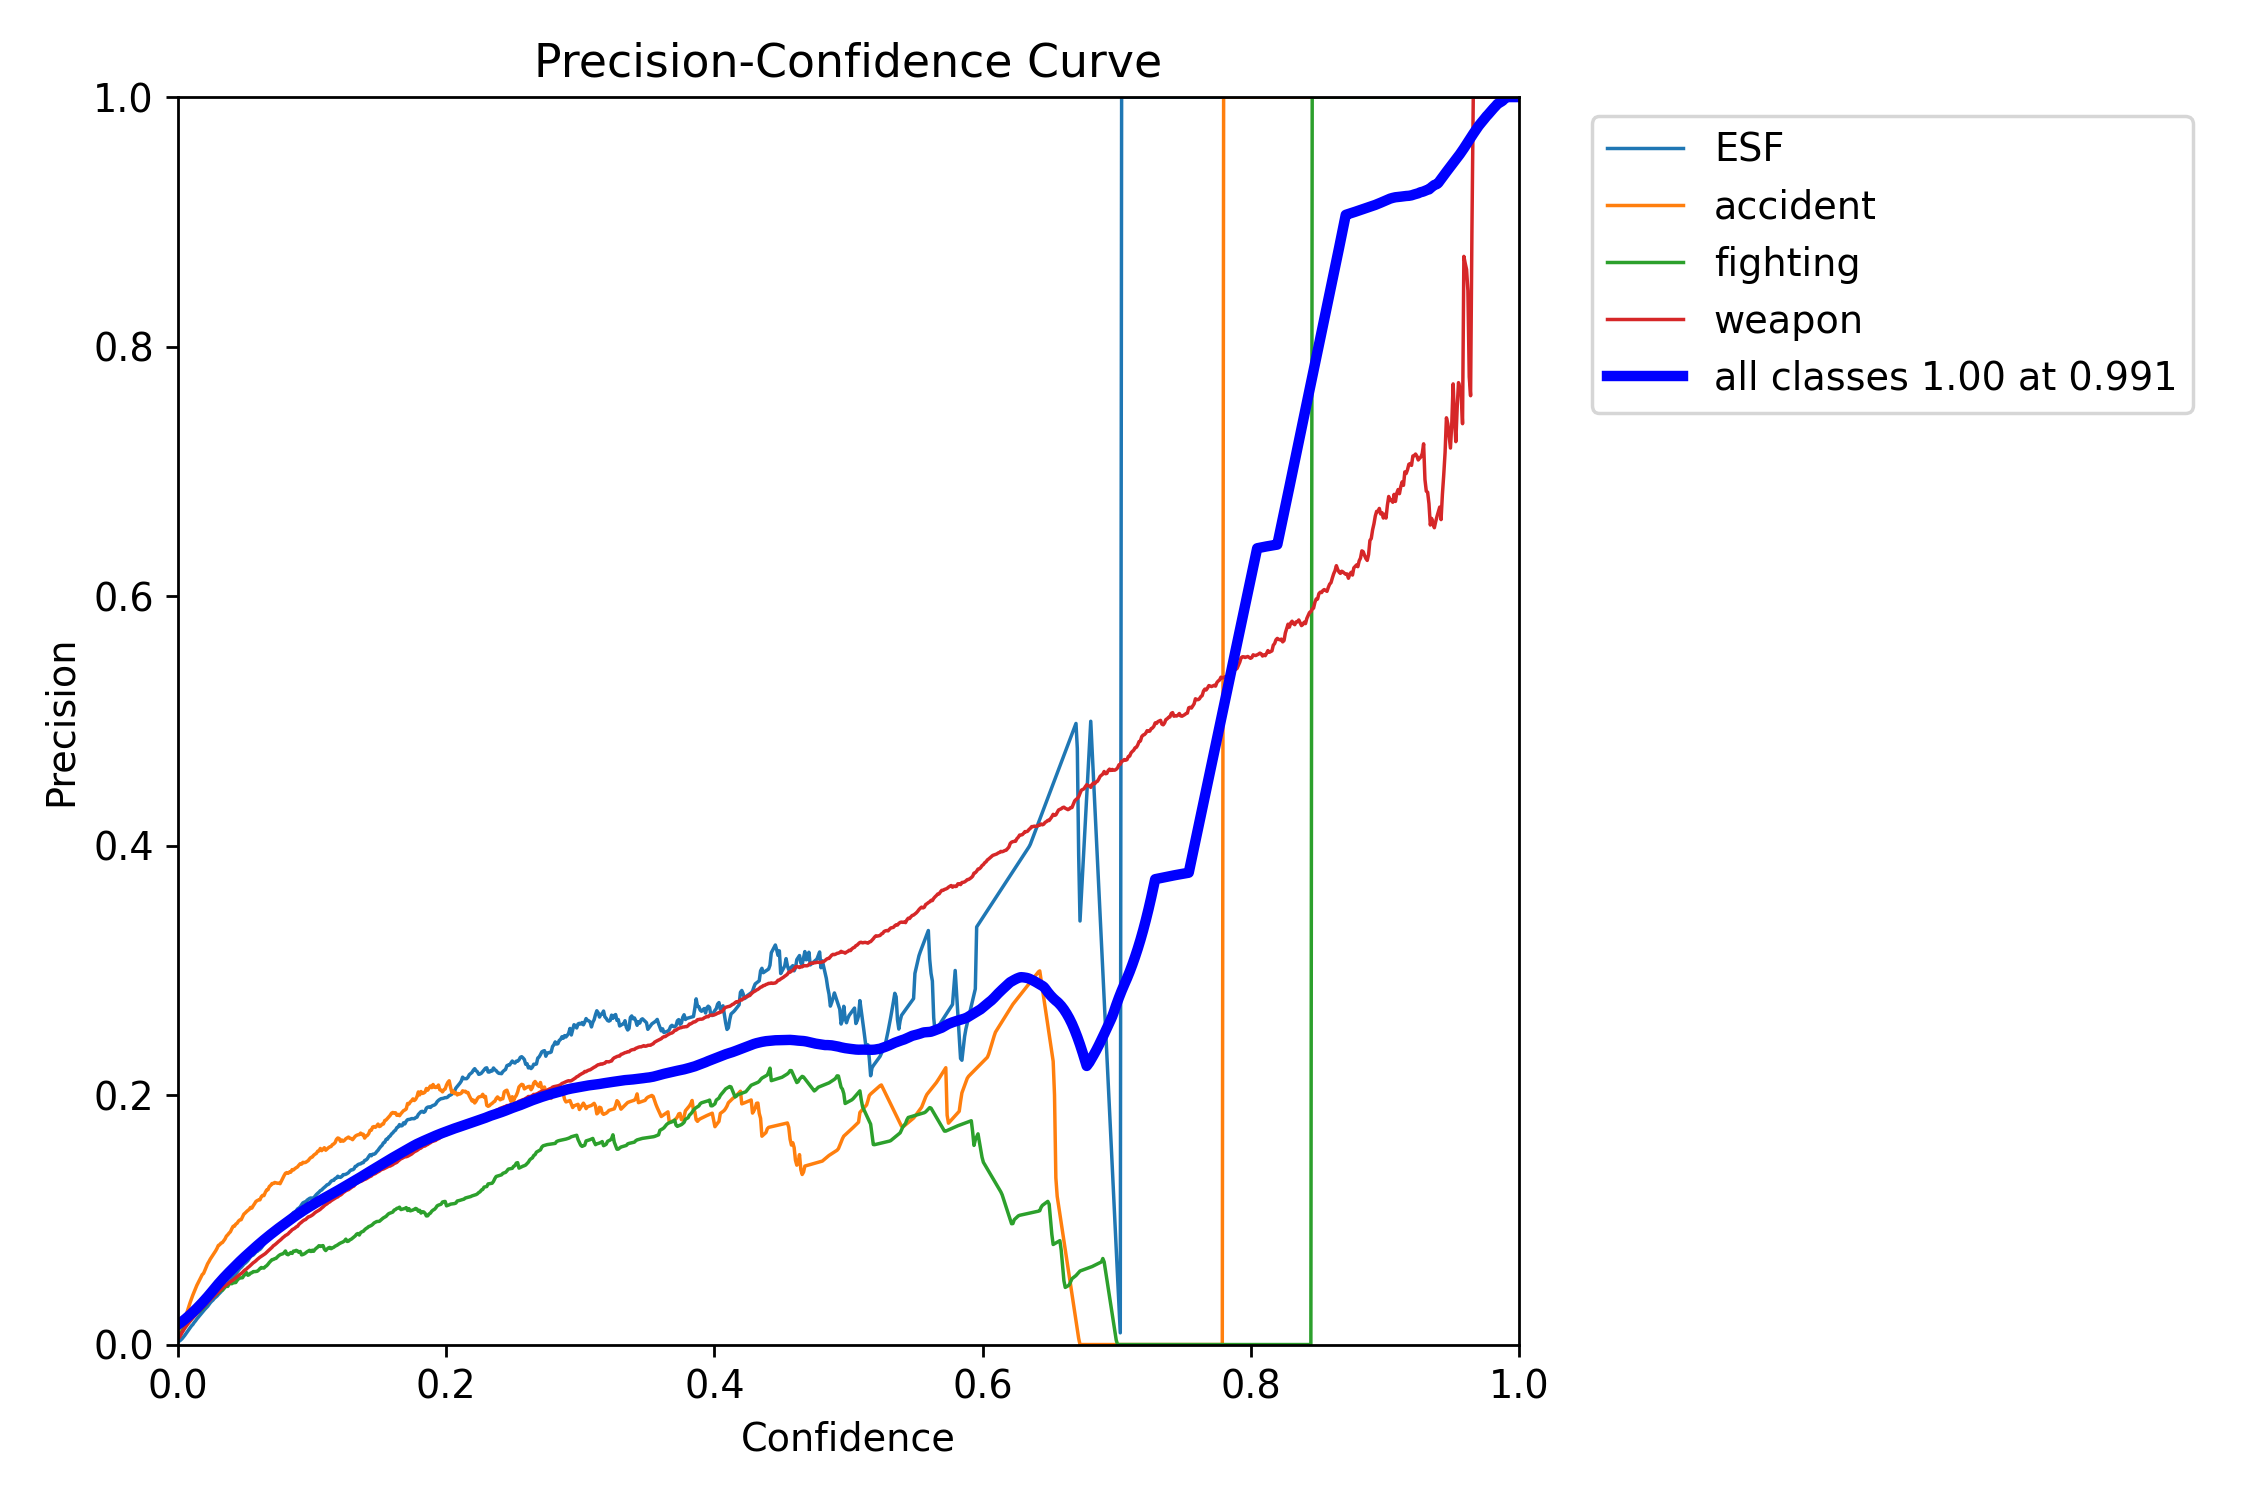 Precision-Confidence Curve
1.0
0.8
0.6
0.4
0.2
0.0
Precision
0.0 0.2 0.4 0.6 0.8 1.0
Confidence
ESF
accident
fighting
weapon
all classes 1.00 at 0.991